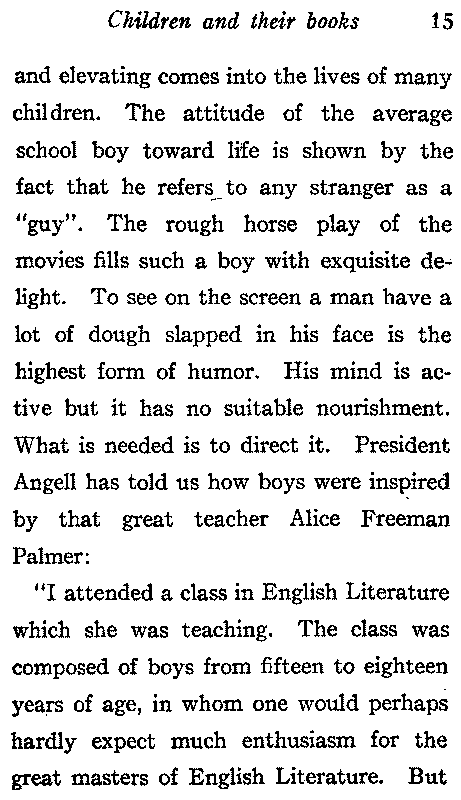 Children and their books 15
and elevating comes into the lives of many
children. The attitude of the average
school boy toward life is shown by the
fact that he refers to any stranger as a
"guy". The rough horse play of the
movies fills such a boy with exquisite de-
light. To see on the screen a man have a
lot of dough slapped in his face is the
highest form of humor. His mind is ac-
tive but it has no suitable nourishment.
What is needed is to direct it. President
Angell has told us how boys were inspired
by that great teacher Alice Freeman
Palmer:
"I attended a class in English Literature
which she was teaching. The class was
composed of boys from fifteen to eighteen
years of age, in whom one would perhaps
hardly expect much enthusiasm for the
great masters of English Literature. But